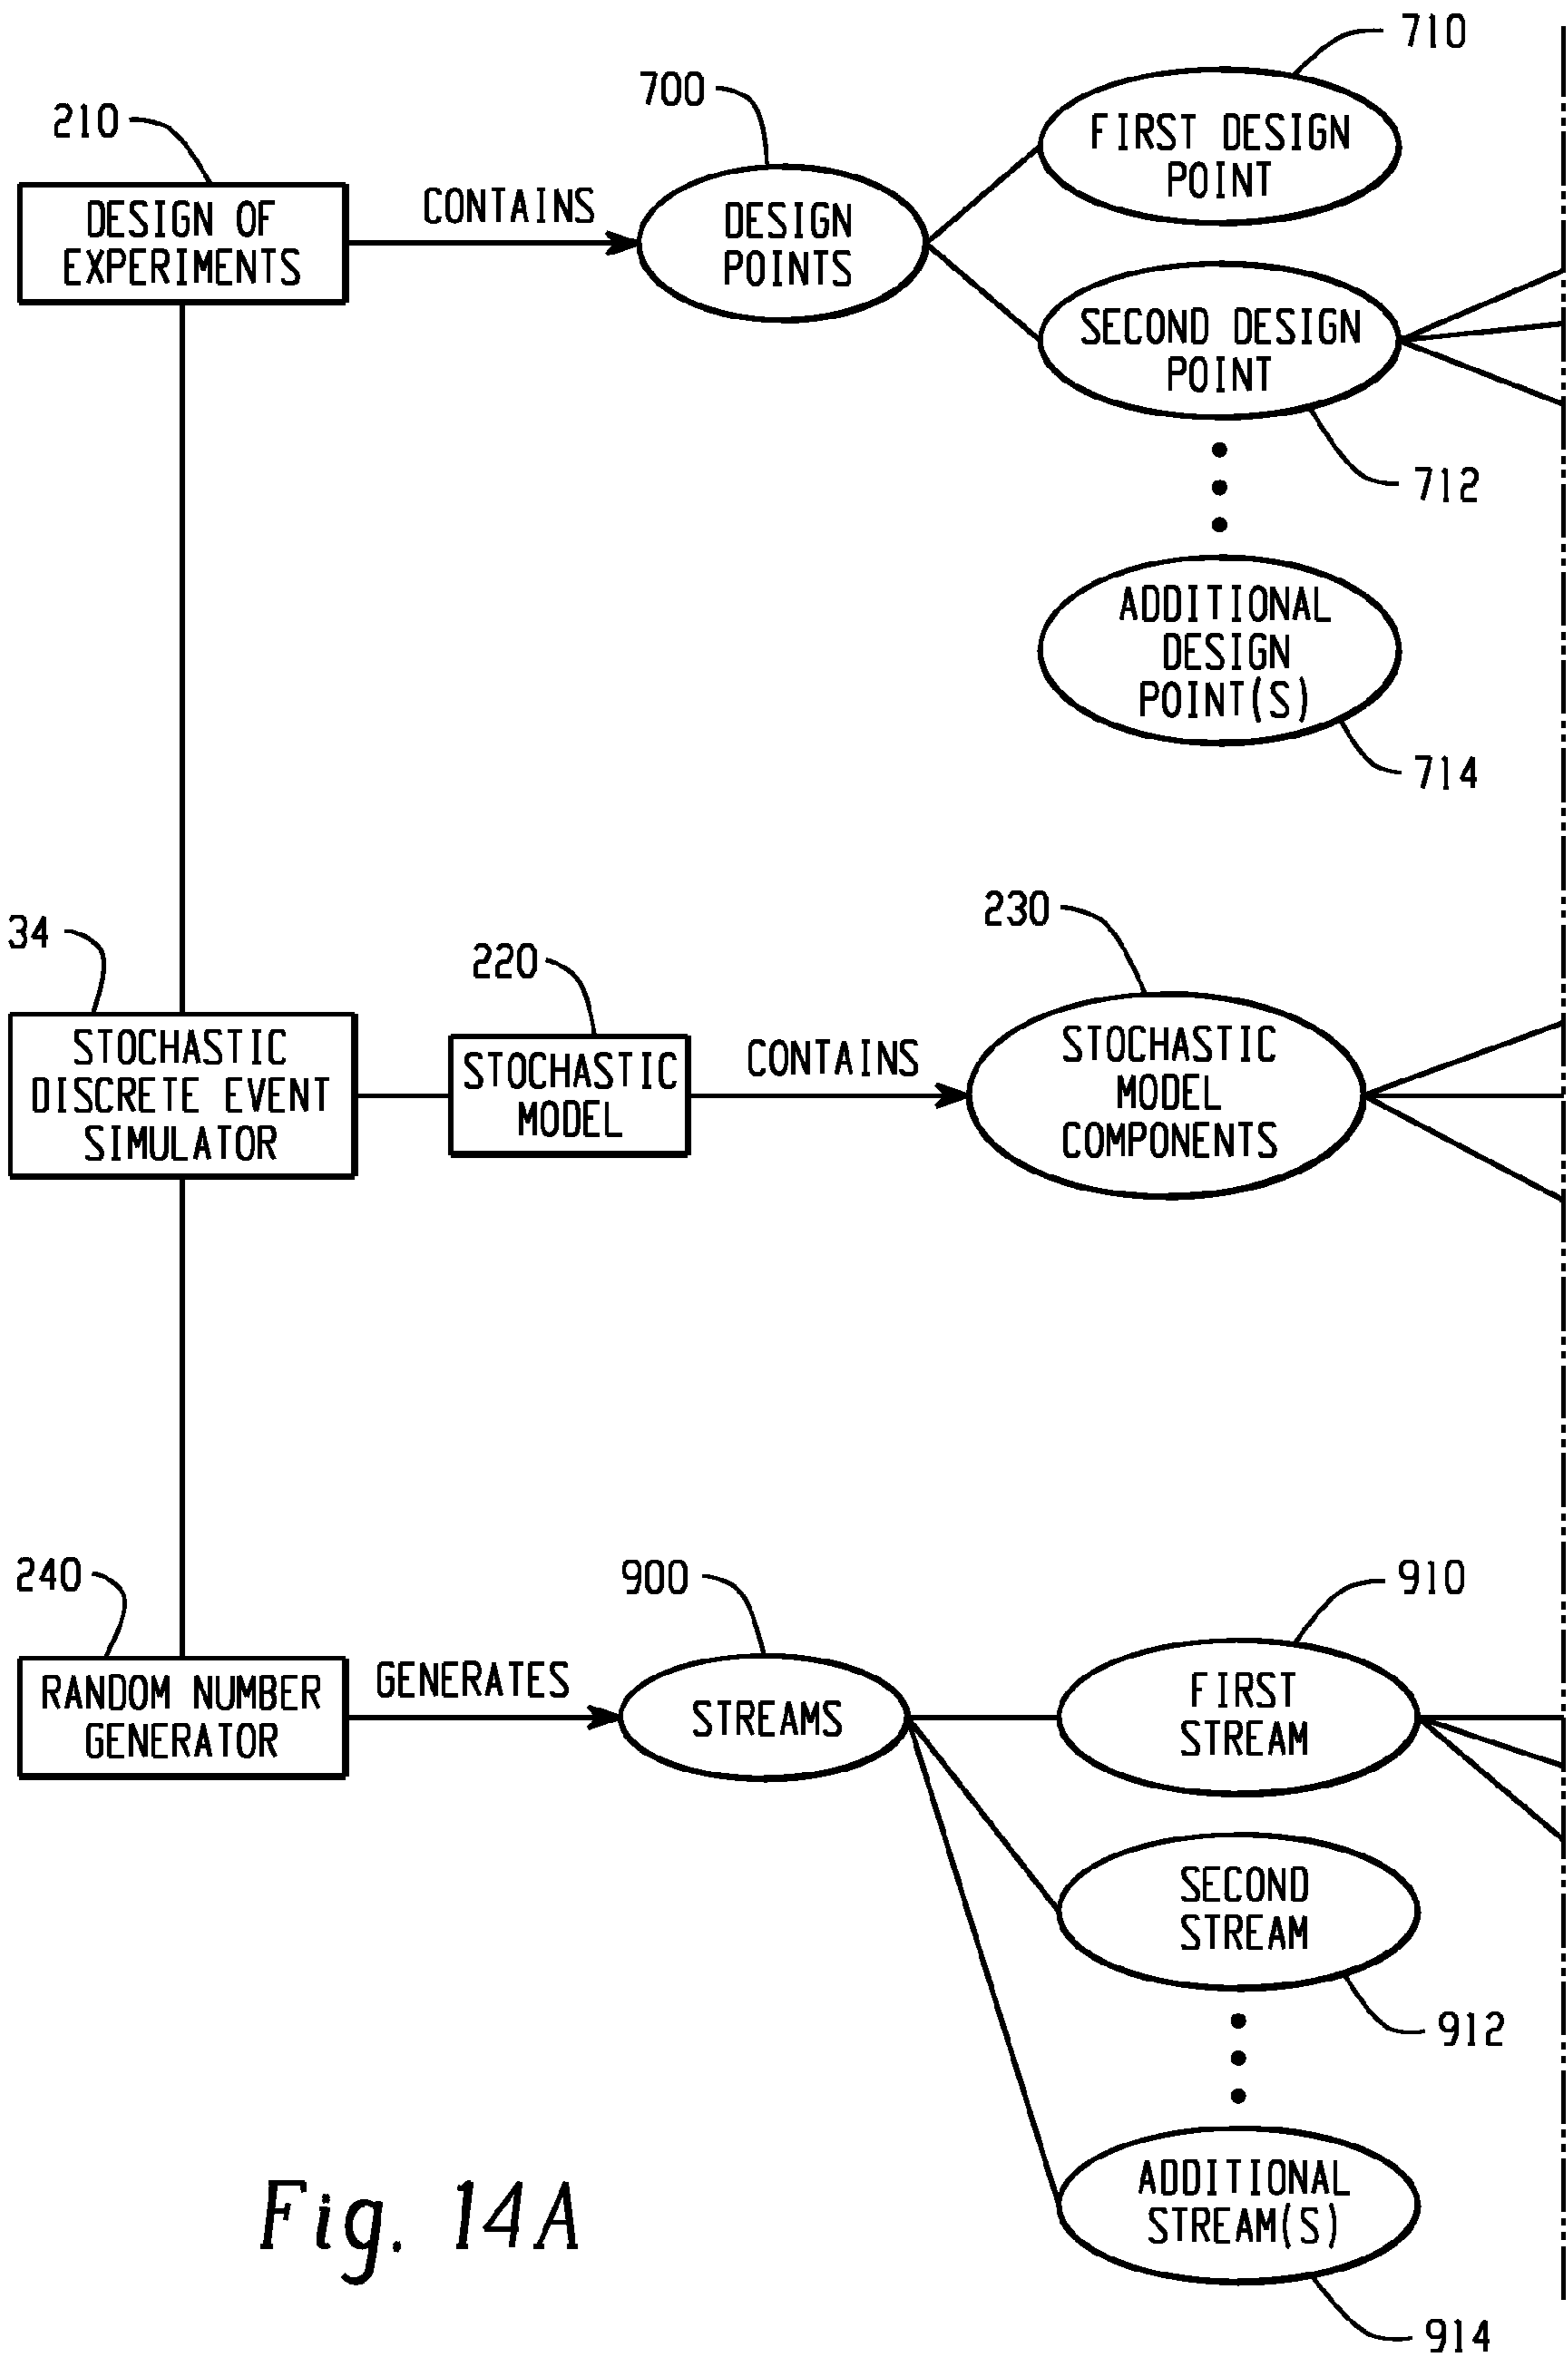 710
700
210
FIRST DESIGN
POINT
CONTAINS
DESIGN OF
EXPERIMENTS
DESIGN
POINTS
SECOND DESIGN
POINT
712
ADDITIONAL
DESIGN
POINT(S)
714
230
34
220
STOCHASTIC
DISCRETE EVENT
SIMULATOR
STOCHASTIC
MODEL
CONTAINS
STOCHASTIC
MODEL
COMPONENTS
240
900
910
RANDOM NUMBER
GENERATOR
GENERATES
STREAMS
FIRST
STREAM
SECOND
STREAM
912
ADDITIONAL
STREAM(S)
914
Fig. 14A